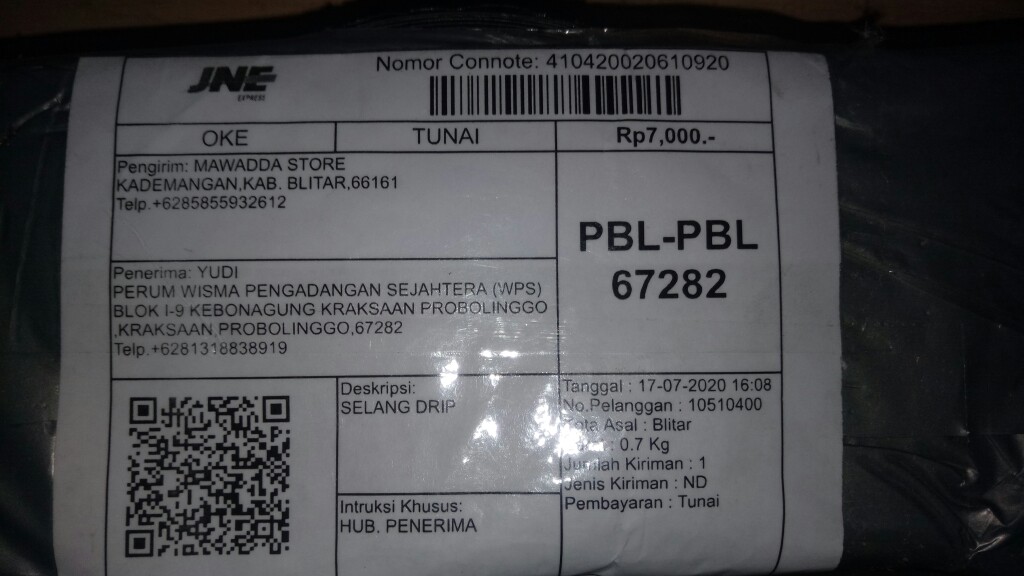 JNE
EXPRESS
Nomor Connote: 410420020610920
OKE
TUNAI
Rp7,000.-
Pengirim: MAWADDA STORE
KADEMANGAN,KAB. BLITAR,66161
Telp.+6285855932612
PBL-PBL
67282
Penerima: YUDI
PERUM WISMA PENGADANGAN SEJAHTERA (WPS)
BLOK I-9 KEBONAGUNG KRAKSAAN PROBOLINGGO
,KRAKSAAN,PROBOLINGGO,67282
Telp.+6281318838919
Deskripsi:
SELANG DRIP
Intruksi Khusus:
HUB. PENERIMA
Tanggal : 17-07-2020 16:08
No.Pelanggan : 10510400
Kota Asal : Blitar
: 0.7 Kg
Jumlah Kiriman : 1
Jenis Kiriman : ND
Pembayaran : Tunai